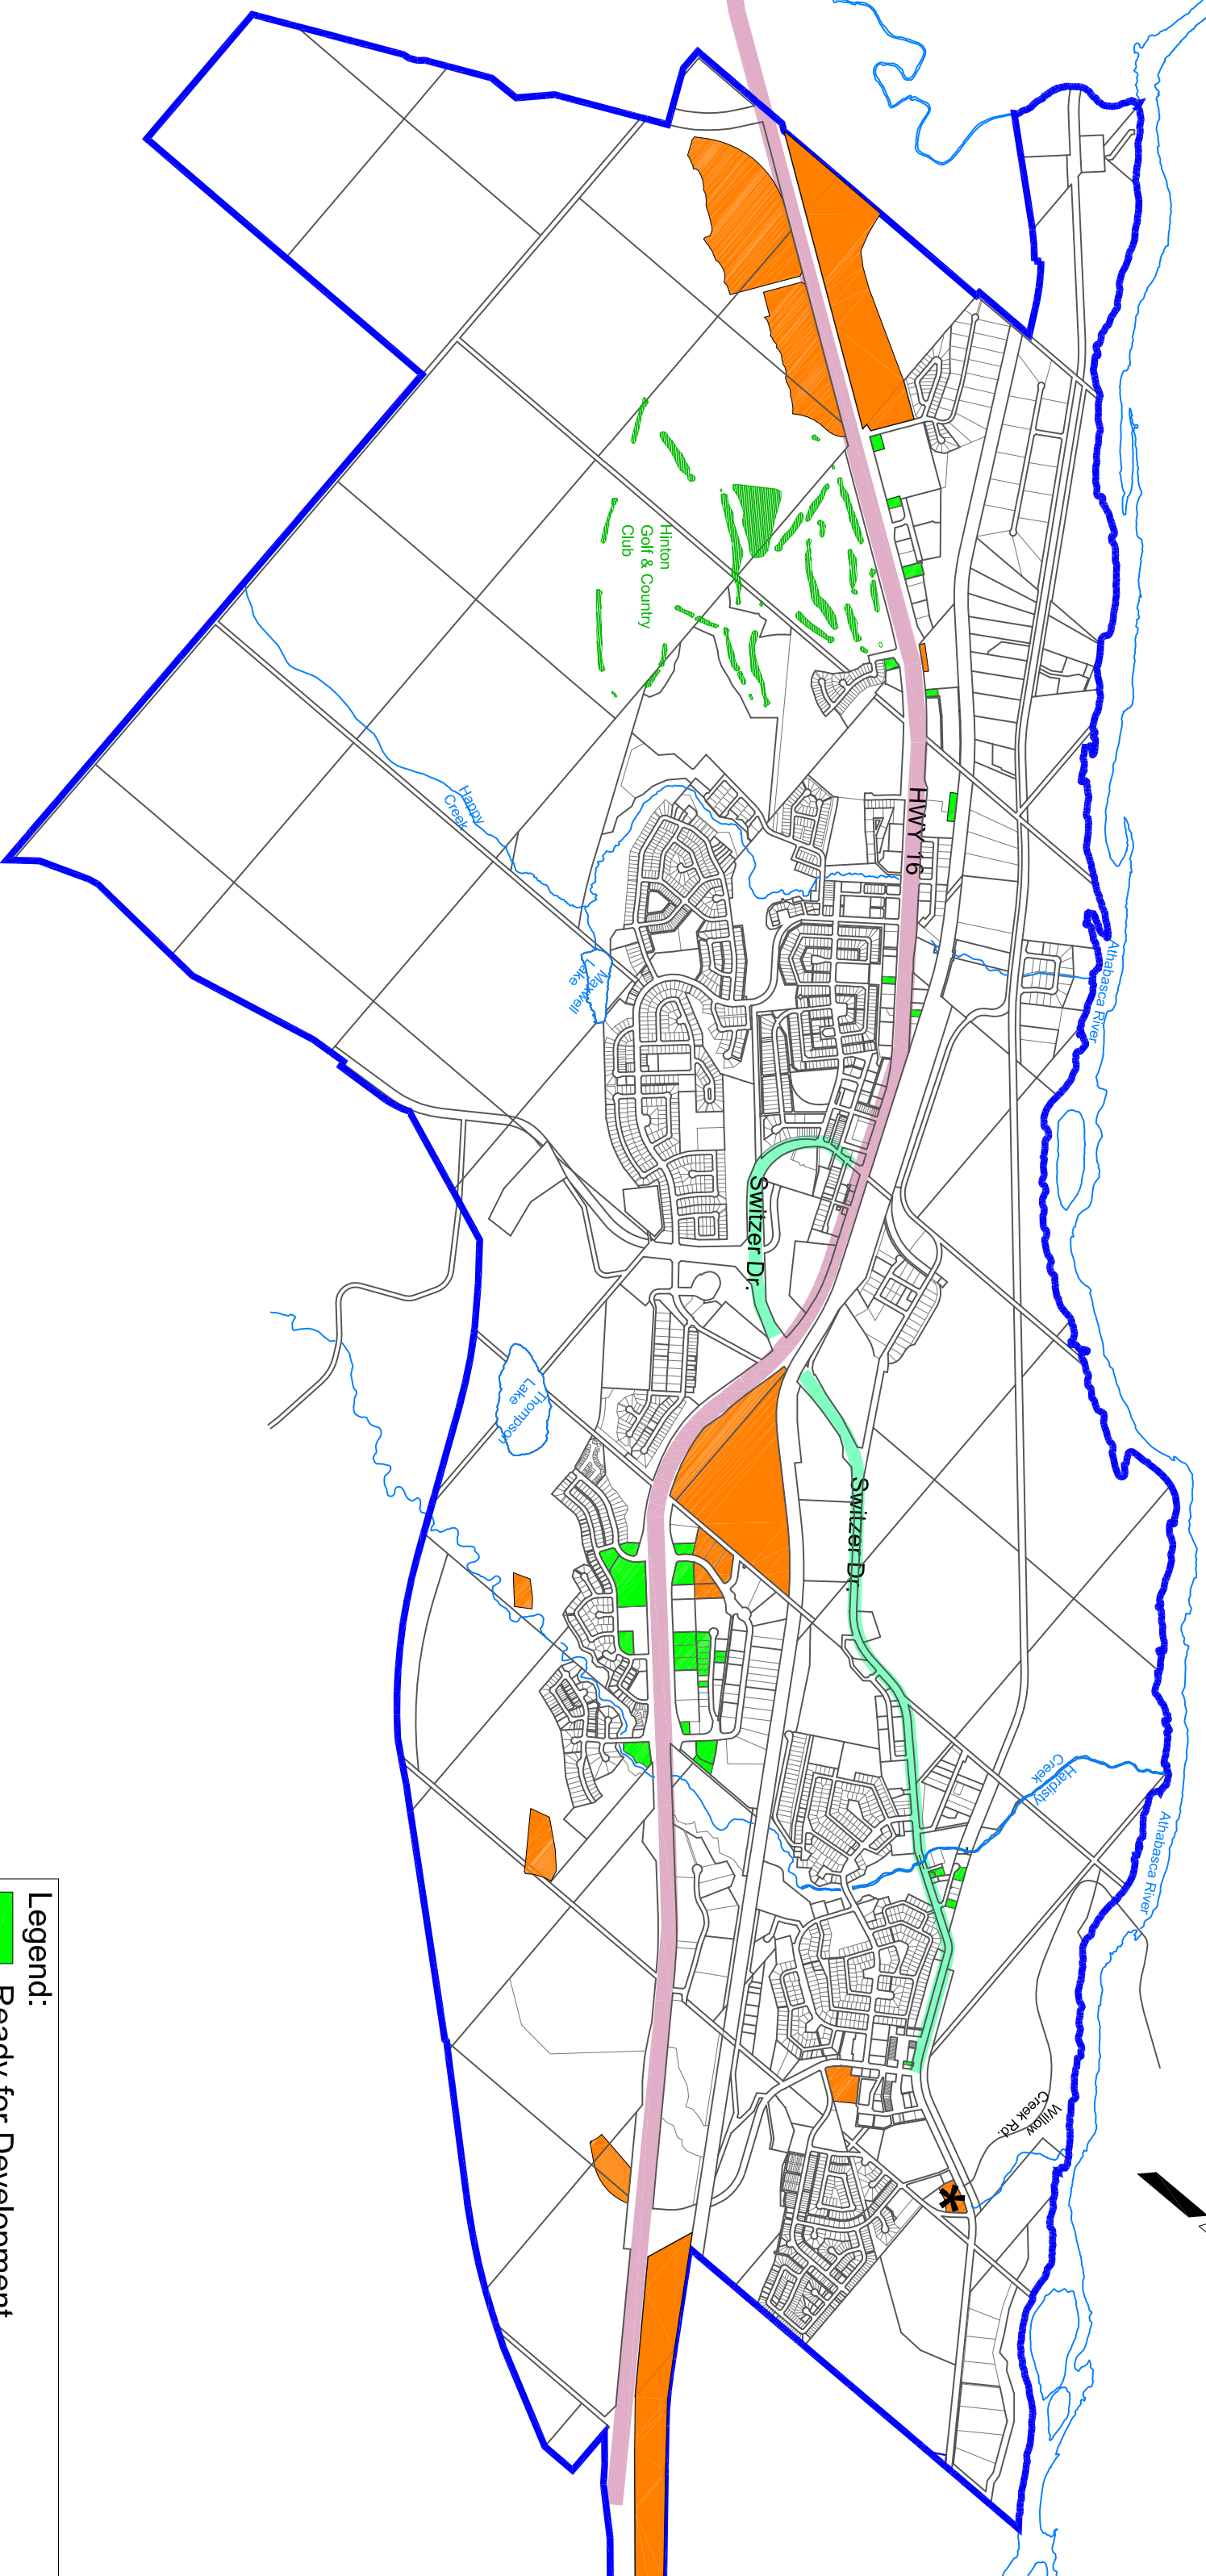 Hinton
Golf & Country
Club
HWY 16
Happy
Creek
Maxwell
Lake
Athabasca River
Switzer Dr.
Thompson
Lake
Switzer Dr.
Hardisty
Creek
Athabasca River
Willow
Creek Rd.
*
Legend:
Ready for Development